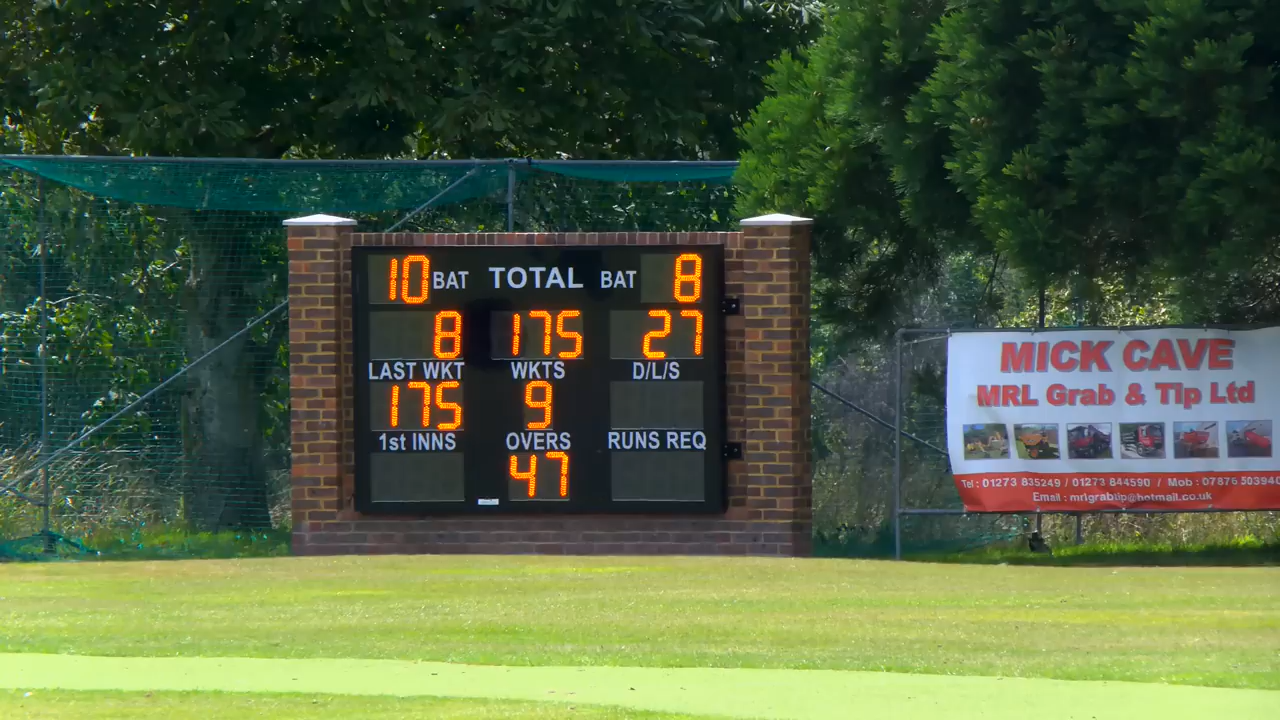 10 BAT TOTAL BAT 8
8 175 27
LAST WKT WKTS D/L/S
175 9
1st INNS OVERS RUNS REQ
47
MICK CAVE
MRL Grab & Tip Ltd
Tel : 01273 835249 / 01273 844590 / Mob : 07876 503940
Email : mrlgrabtip@hotmail.co.uk